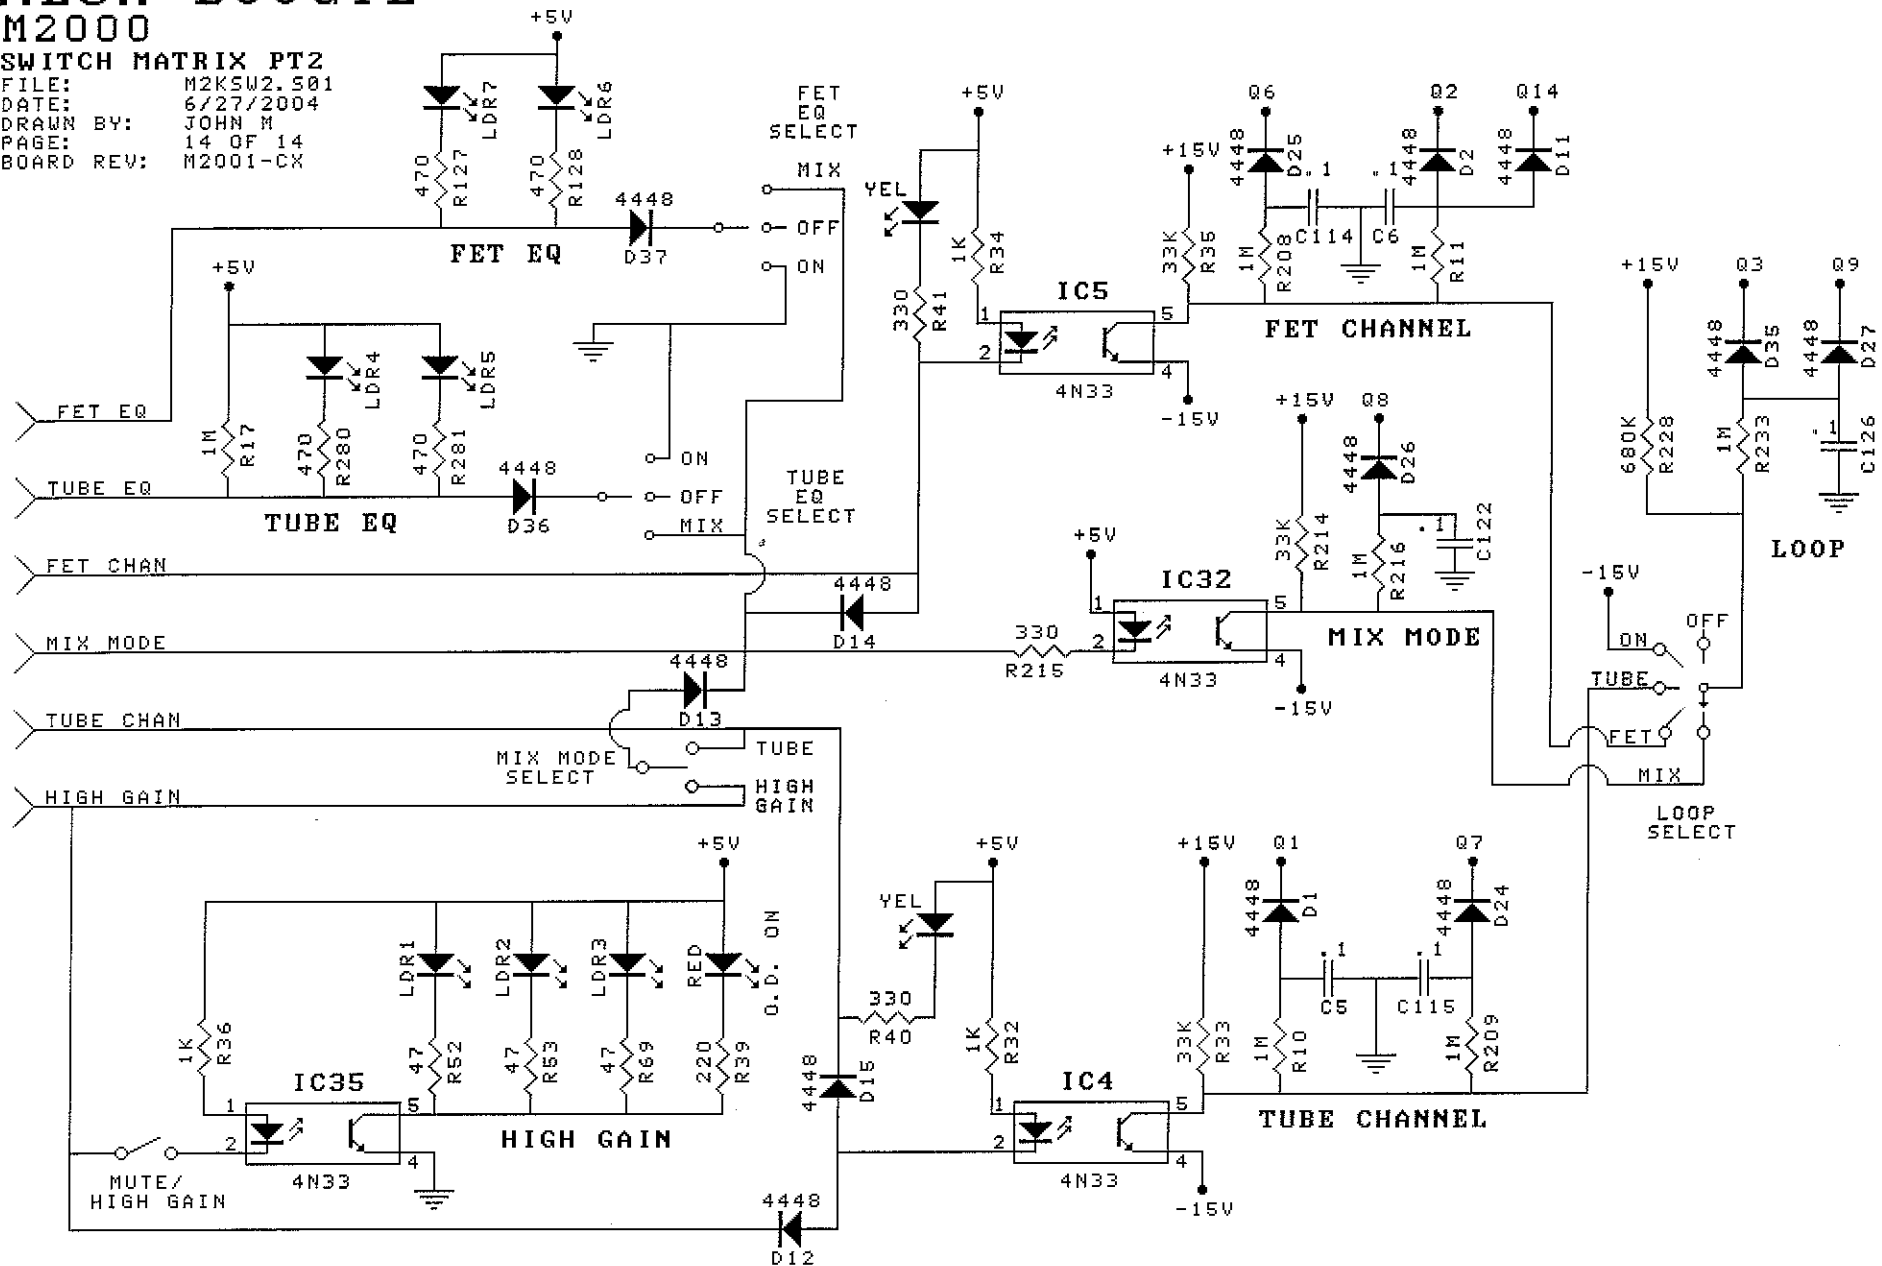 M2000
SWITCH MATRIX PT2
FILE: M2KSW2.S01
DATE: 6/27/2004
DRAWN BY: JOHN M
PAGE: 14 OF 14
BOARD REV: M2001-CX
+5V
LDR7
LDR6
470
R127
470
R128
4448
D37
FET EQ
FET
EQ
SELECT
MIX
OFF
ON
+5V
LDR4
LDR5
1M
R17
470
R280
470
R281
4448
D36
TUBE EQ
ON
OFF
MIX
TUBE
EQ
SELECT
FET EQ
TUBE EQ
FET CHAN
MIX MODE
TUBE CHAN
HIGH GAIN
+5V
YEL
1K
R34
330
R41
IC5
1
2
5
4
4N33
+15V
33K
R35
-15V
Q6
4448
D25
.1
C114
.1
C6
Q2
4448
D2
Q14
4448
D11
1M
R208
1M
R11
FET CHANNEL
+15V
Q3
Q9
4448
D35
4448
D27
680K
R228
1M
R233
.1
C126
LOOP
+15V
Q8
4448
D26
33K
R214
1M
R216
.1
C122
+5V
IC32
1
2
5
4
4N33
MIX MODE
-15V
330
R215
4448
D14
4448
D13
MIX MODE
SELECT
TUBE
HIGH
GAIN
-15V
ON
OFF
TUBE
FET
MIX
LOOP
SELECT
+5V
LDR1
LDR2
LDR3
RED
O.D. ON
1K
R36
47
R52
47
R53
47
R69
220
R39
IC35
1
2
5
4
4N33
HIGH GAIN
MUTE/
HIGH GAIN
4448
D12
4448
D15
YEL
330
R40
+5V
1K
R32
IC4
1
2
5
4
4N33
+15V
33K
R33
-15V
Q1
4448
D1
Q7
4448
D24
.1
C5
.1
C115
1M
R10
1M
R209
TUBE CHANNEL